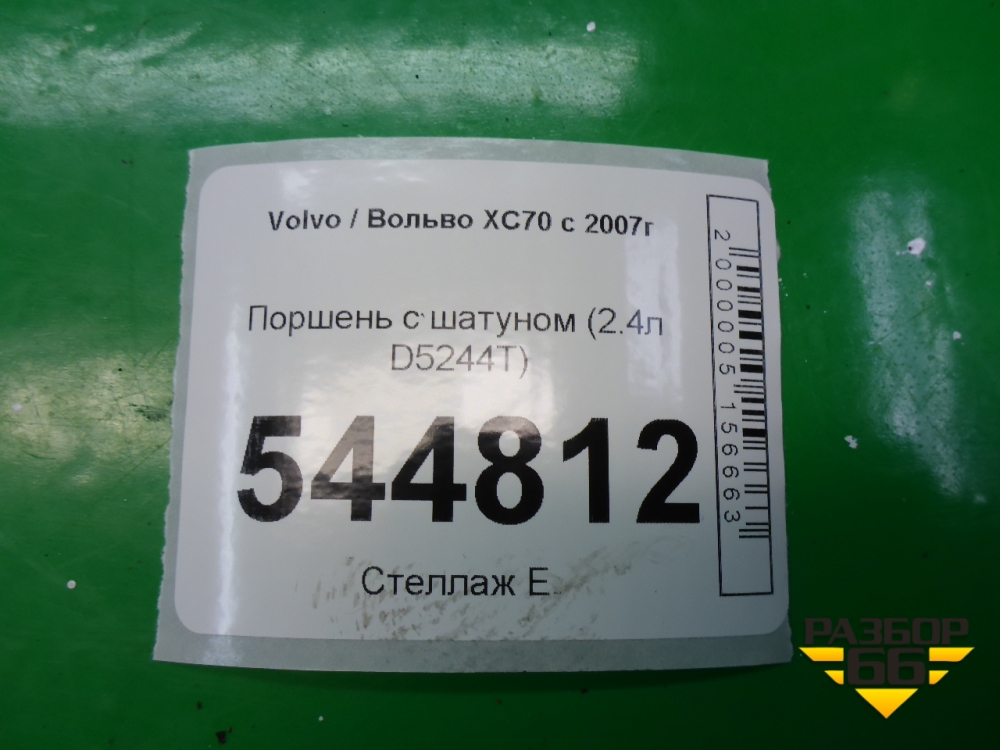 Volvo / Вольво XC70 с 2007г
Поршень с шатуном (2.4л
D5244T)
544812
Стеллаж Е
2000005156663
РАЗБОР
66